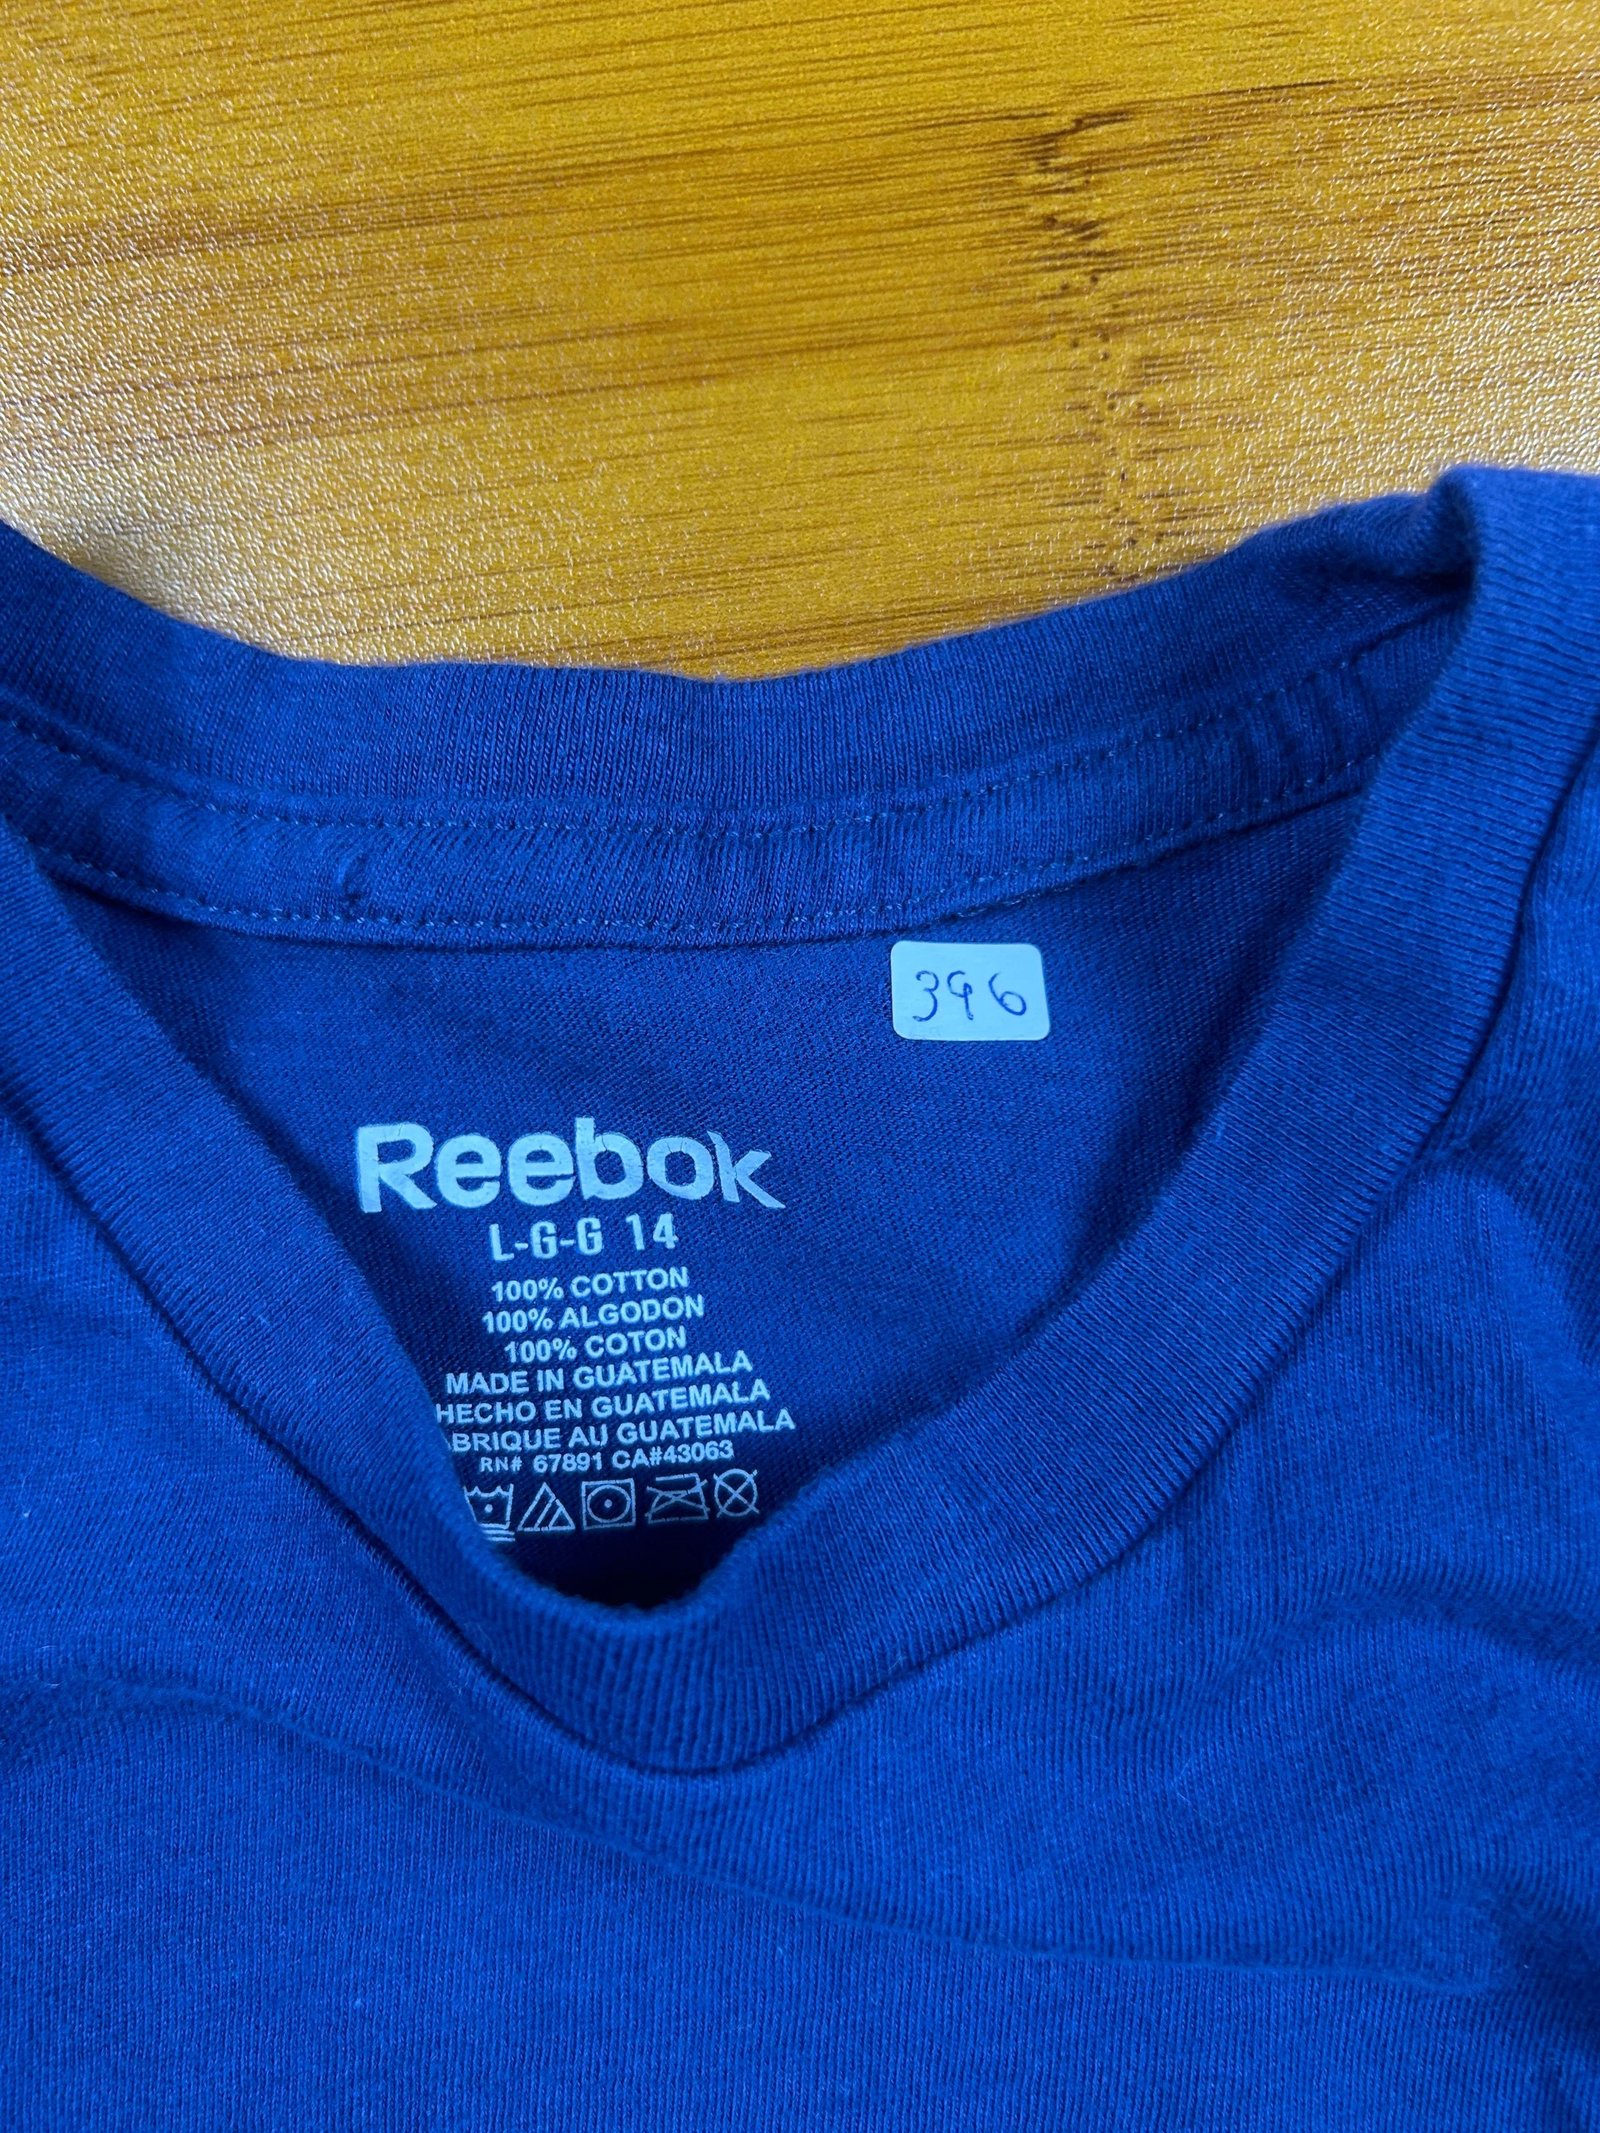 396
Reebok
L-G-G 14
100% COTTON
100% ALGODON
100% COTON
MADE IN GUATEMALA
HECHO EN GUATEMALA
BRIQUE AU GUATEMALA
RN# 67891 CA#43063